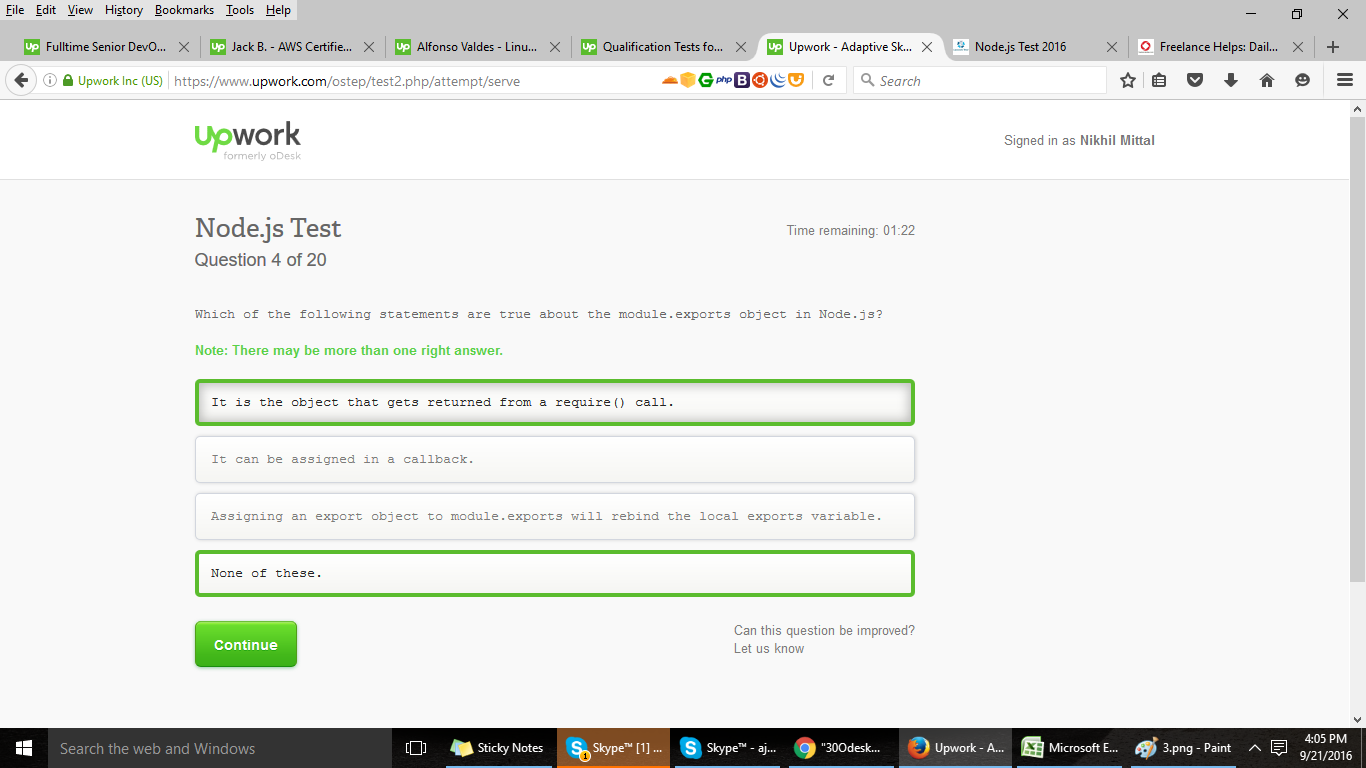 File Edit View History Bookmarks Tools Help
Fulltime Senior DevO... Jack B. - AWS Certifie... Alfonso Valdes - Linu... Qualification Tests fo... Upwork - Adaptive Sk... Node.js Test 2016 Freelance Helps: Dail...
Upwork Inc (US) https://www.upwork.com/ostep/test2.php/attempt/serve php B Search
upwork
formerly oDesk
Signed in as Nikhil Mittal
Node.js Test
Time remaining: 01:22
Question 4 of 20
Which of the following statements are true about the module.exports object in Node.js?
Note: There may be more than one right answer.
It is the object that gets returned from a require() call.
It can be assigned in a callback.
Assigning an export object to module.exports will rebind the local exports variable.
None of these.
Continue
Can this question be improved?
Let us know
Search the web and Windows Sticky Notes Skype™ [1] ... Skype™ - aj... "30Odesk... Upwork - A... Microsoft E... 3.png - Paint 4:05 PM
9/21/2016